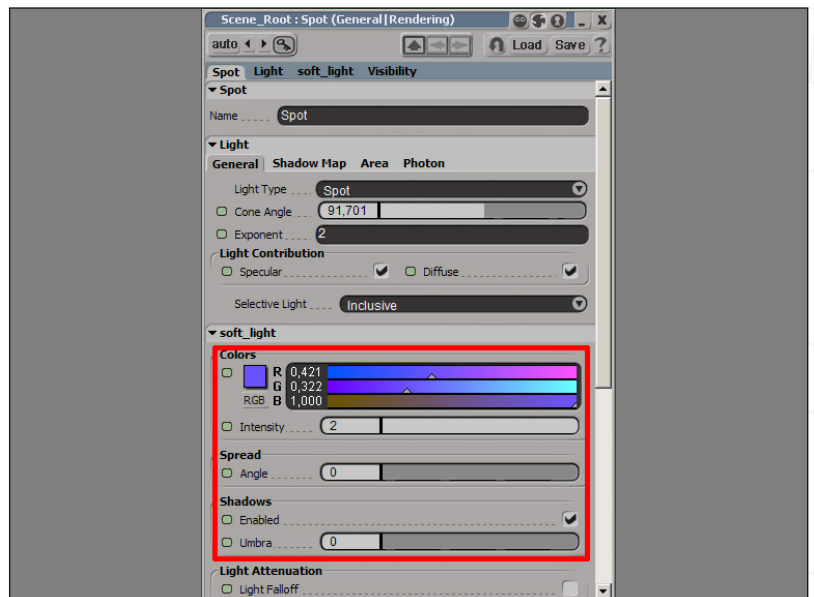 Scene_Root : Spot (General|Rendering)
auto
Load Save ?
Spot Light soft_light Visibility
Spot
Name Spot
Light
General Shadow Map Area Photon
Light Type Spot
Cone Angle 91,701
Exponent 2
Light Contribution
Specular Diffuse
Selective Light Inclusive
soft_light
Colors
R 0,421
G 0,322
RGB B 1,000
Intensity 2
Spread
Angle 0
Shadows
Enabled
Umbra 0
Light Attenuation
Light Falloff